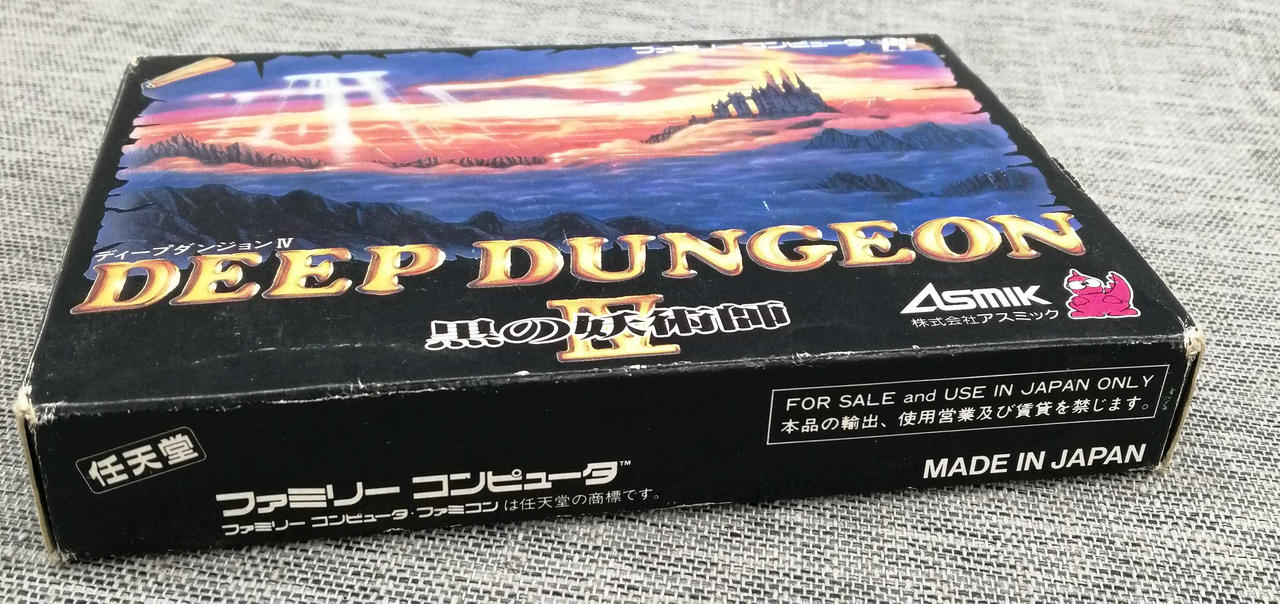 ファミリー コンピュータ
ディープダンジョンⅣ
DEEP DUNGEON
IV
黒の妖術師
ASMIK
株式会社アスミック
FOR SALE and USE IN JAPAN ONLY
本品の輸出、使用営業及び賃貸を禁じます。
任天堂
ファミリー コンピュータ™
ファミリー コンピュータ・ファミコン は任天堂の商標です。
MADE IN JAPAN